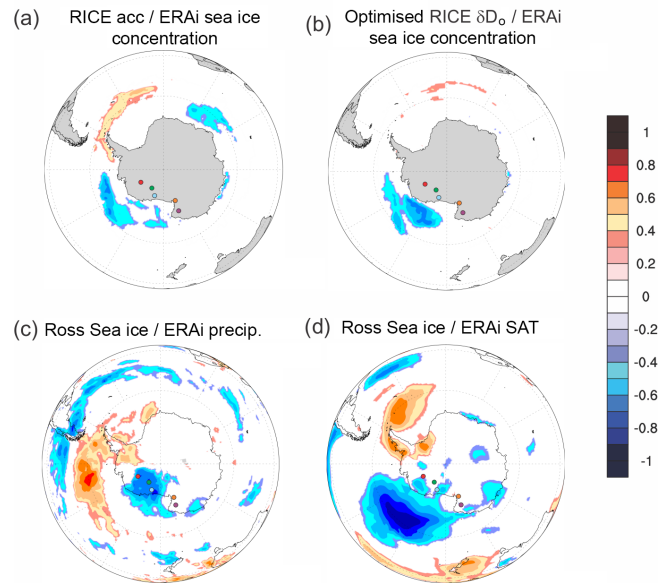 (a) RICE acc / ERAi sea ice
concentration
(b) Optimised RICE δDₒ / ERAi
sea ice concentration
1
0.8
0.6
0.4
0.2
0
-0.2
-0.4
-0.6
-0.8
-1
(c) Ross Sea ice / ERAi precip.
(d) Ross Sea ice / ERAi SAT